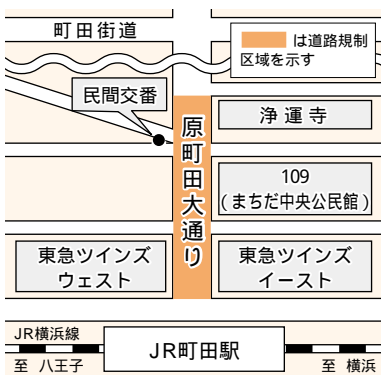 町田街道
は道路規制
区域を示す
民間交番
浄運寺
原町田大通り
109
(まちだ中央公民館)
東急ツインズ
ウェスト
東急ツインズ
イースト
JR横浜線
至 八王子
JR町田駅
至 横浜